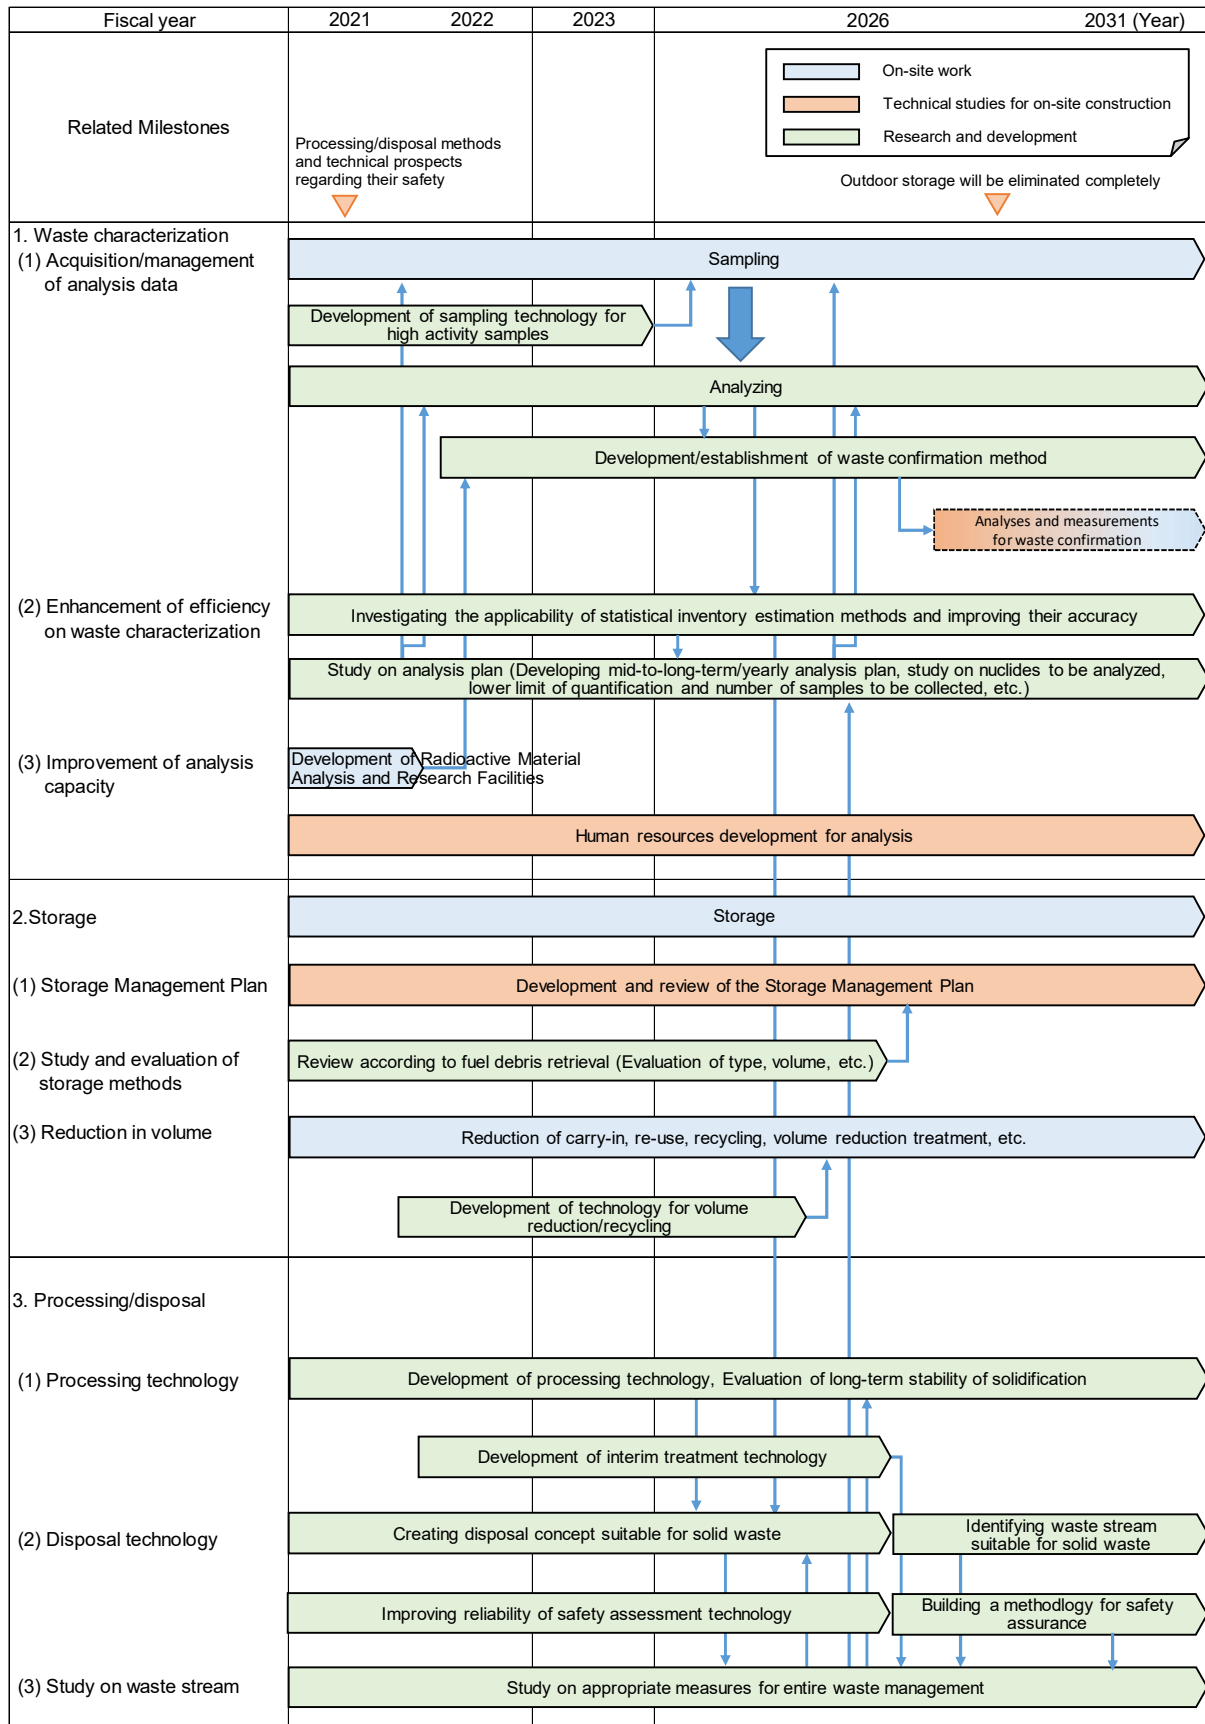 Fiscal year
2021
2022
2023
2026
2031 (Year)
On-site work
Technical studies for on-site construction
Research and development
Related Milestones
Processing/disposal methods
and technical prospects
regarding their safety
Outdoor storage will be eliminated completely
1. Waste characterization
(1) Acquisition/management
of analysis data
Sampling
Development of sampling technology for
high activity samples
Analyzing
Development/establishment of waste confirmation method
Analyses and measurements
for waste confirmation
(2) Enhancement of efficiency
on waste characterization
Investigating the applicability of statistical inventory estimation methods and improving their accuracy
Study on analysis plan (Developing mid-to-long-term/yearly analysis plan, study on nuclides to be analyzed,
lower limit of quantification and number of samples to be collected, etc.)
(3) Improvement of analysis
capacity
Development of Radioactive Material
Analysis and Research Facilities
Human resources development for analysis
2.Storage
Storage
(1) Storage Management Plan
Development and review of the Storage Management Plan
(2) Study and evaluation of
storage methods
Review according to fuel debris retrieval (Evaluation of type, volume, etc.)
(3) Reduction in volume
Reduction of carry-in, re-use, recycling, volume reduction treatment, etc.
Development of technology for volume
reduction/recycling
3. Processing/disposal
(1) Processing technology
Development of processing technology, Evaluation of long-term stability of solidification
Development of interim treatment technology
(2) Disposal technology
Creating disposal concept suitable for solid waste
Identifying waste stream
suitable for solid waste
Improving reliability of safety assessment technology
Building a methodlogy for safety
assurance
(3) Study on waste stream
Study on appropriate measures for entire waste management